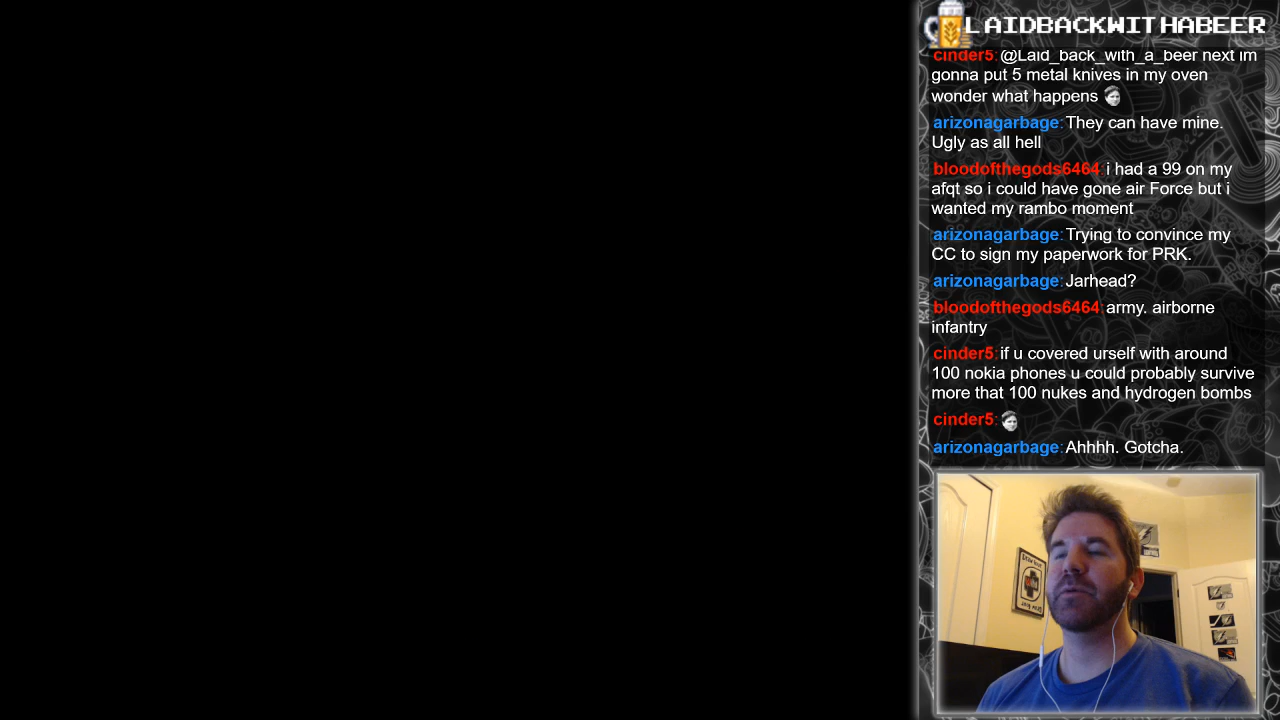 LAIDBACKWITHABEER
cinder5: @Laid_back_with_a_beer next im
gonna put 5 metal knives in my oven
wonder what happens
arizonagarbage: They can have mine.
Ugly as all hell
bloodofthegods6464: i had a 99 on my
afqt so i could have gone air Force but i
wanted my rambo moment
arizonagarbage: Trying to convince my
CC to sign my paperwork for PRK.
arizonagarbage: Jarhead?
bloodofthegods6464: army. airborne
infantry
cinder5: if u covered urself with around
100 nokia phones u could probably survive
more that 100 nukes and hydrogen bombs
cinder5:
arizonagarbage: Ahhhh. Gotcha.